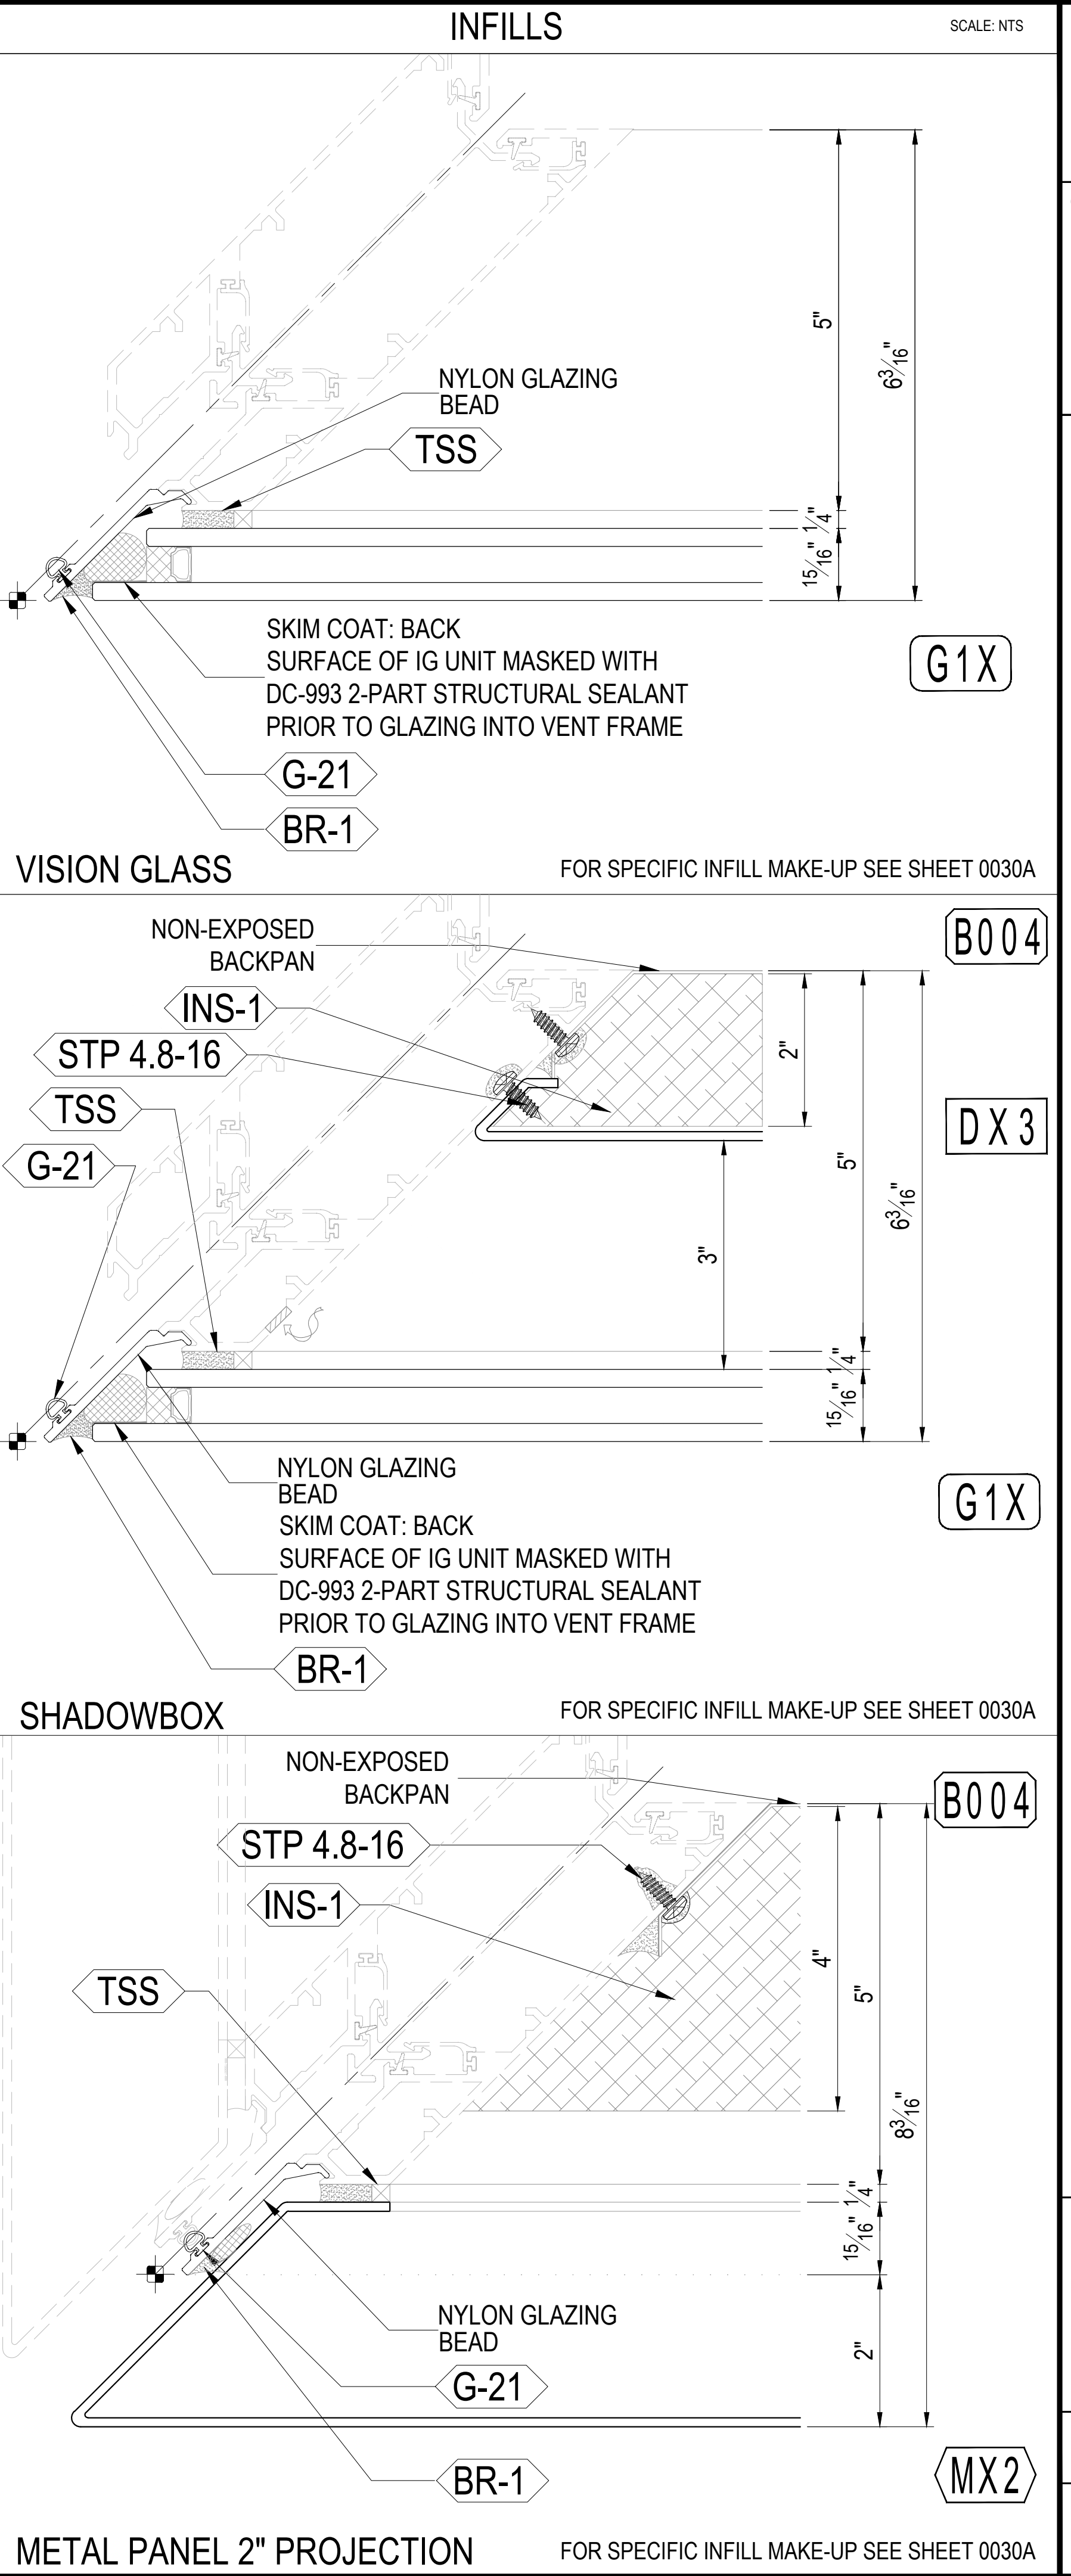 INFILLS
SCALE: NTS
5"
6 3/16"
NYLON GLAZING
BEAD
TSS
1/4"
15/16"
SKIM COAT: BACK
SURFACE OF IG UNIT MASKED WITH
DC-993 2-PART STRUCTURAL SEALANT
PRIOR TO GLAZING INTO VENT FRAME
G1X
G-21
BR-1
VISION GLASS
FOR SPECIFIC INFILL MAKE-UP SEE SHEET 0030A
NON-EXPOSED
BACKPAN
B004
INS-1
STP 4.8-16
2"
TSS
DX3
G-21
5"
6 3/16"
3"
1/4"
15/16"
NYLON GLAZING
BEAD
G1X
SKIM COAT: BACK
SURFACE OF IG UNIT MASKED WITH
DC-993 2-PART STRUCTURAL SEALANT
PRIOR TO GLAZING INTO VENT FRAME
BR-1
SHADOWBOX
FOR SPECIFIC INFILL MAKE-UP SEE SHEET 0030A
NON-EXPOSED
BACKPAN
B004
STP 4.8-16
INS-1
4"
5"
TSS
8 3/16"
1/4"
15/16"
NYLON GLAZING
BEAD
2"
G-21
BR-1
MX2
METAL PANEL 2" PROJECTION
FOR SPECIFIC INFILL MAKE-UP SEE SHEET 0030A